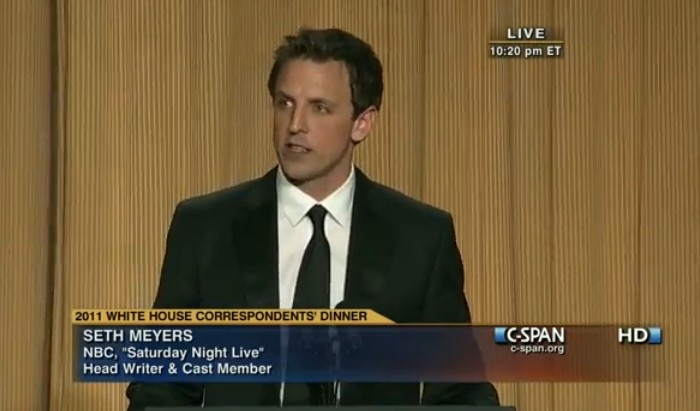 LIVE
10:20 pm ET
2011 WHITE HOUSE CORRESPONDENTS' DINNER
SETH MEYERS
NBC, "Saturday Night Live"
Head Writer & Cast Member
C-SPAN
c-span.org
HD